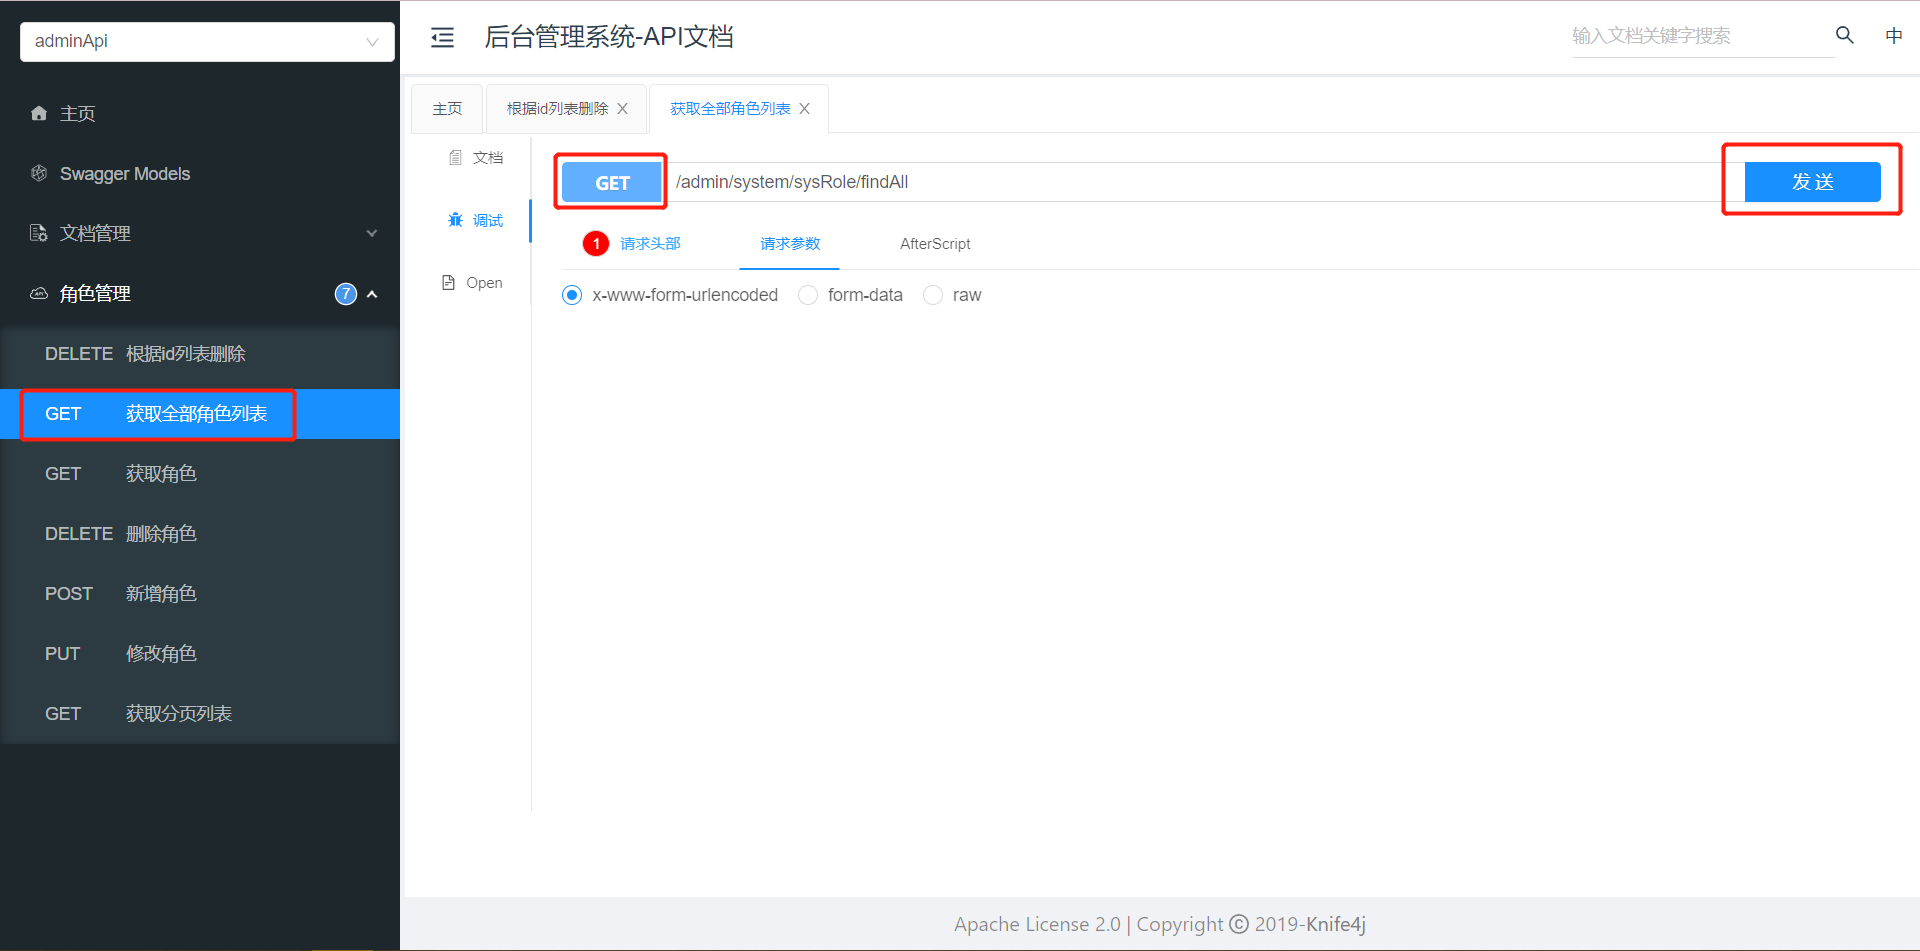 adminApi
主页
Swagger Models
文档管理
角色管理 7
DELETE 根据id列表删除
GET 获取全部角色列表
GET 获取角色
DELETE 删除角色
POST 新增角色
PUT 修改角色
GET 获取分页列表
后台管理系统-API文档
输入文档关键字搜索
中
主页 根据id列表删除 获取全部角色列表
文档
调试
Open
GET /admin/system/sysRole/findAll 发送
1 请求头部 请求参数 AfterScript
x-www-form-urlencoded form-data raw
Apache License 2.0 | Copyright © 2019-Knife4j